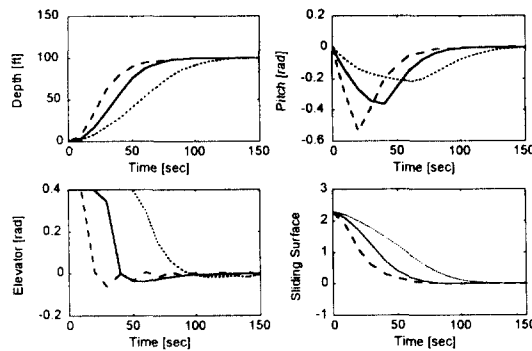 150
100
50
0
Depth [ft]
0 50 100 150
Time [sec]
0.2
0
-0.2
-0.4
-0.6
Pitch [rad]
0 50 100 150
Time [sec]
0.4
0.2
0
-0.2
Elevator [rad]
0 50 100 150
Time [sec]
3
2
1
0
-1
Sliding Surface
0 50 100 150
Time [sec]